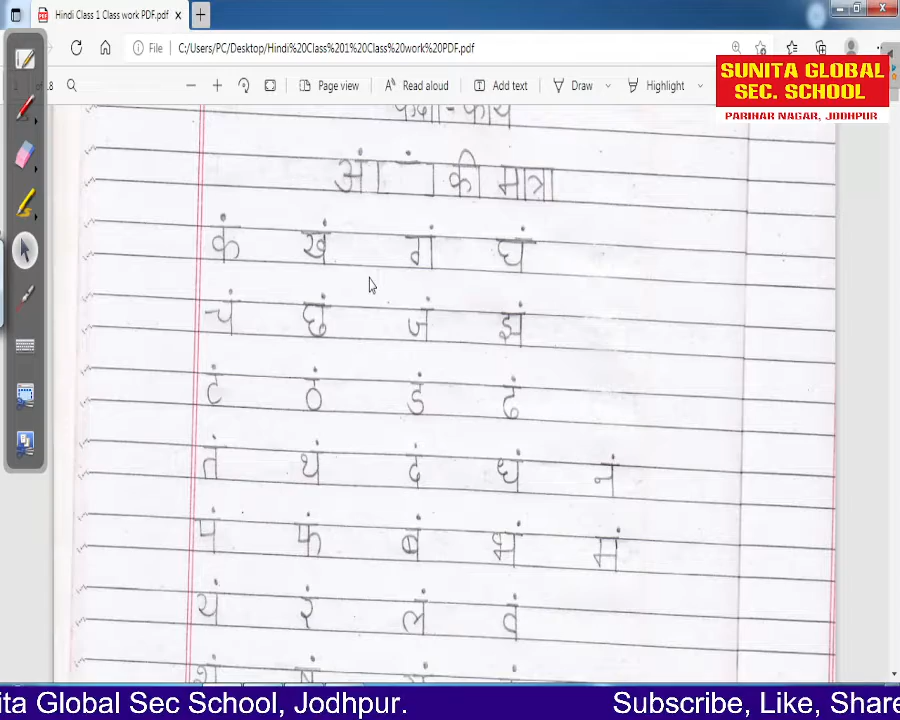 Hindi Class 1 Class work PDF.pdf
File C:/Users/PC/Desktop/Hindi%20Class%201%20Class%20work%20PDF.pdf
Page view Read aloud Add text Draw Highlight
SUNITA GLOBAL
SEC. SCHOOL
PARIHAR NAGAR, JODHPUR
कक्षा-कार्य
अं की मात्रा
कं खं गं घं
चं छं जं झं
टं ठं डं ढं
तं थं दं धं नं
पं फं बं भं मं
यं रं लं वं
ita Global Sec School, Jodhpur. Subscribe, Like, Share